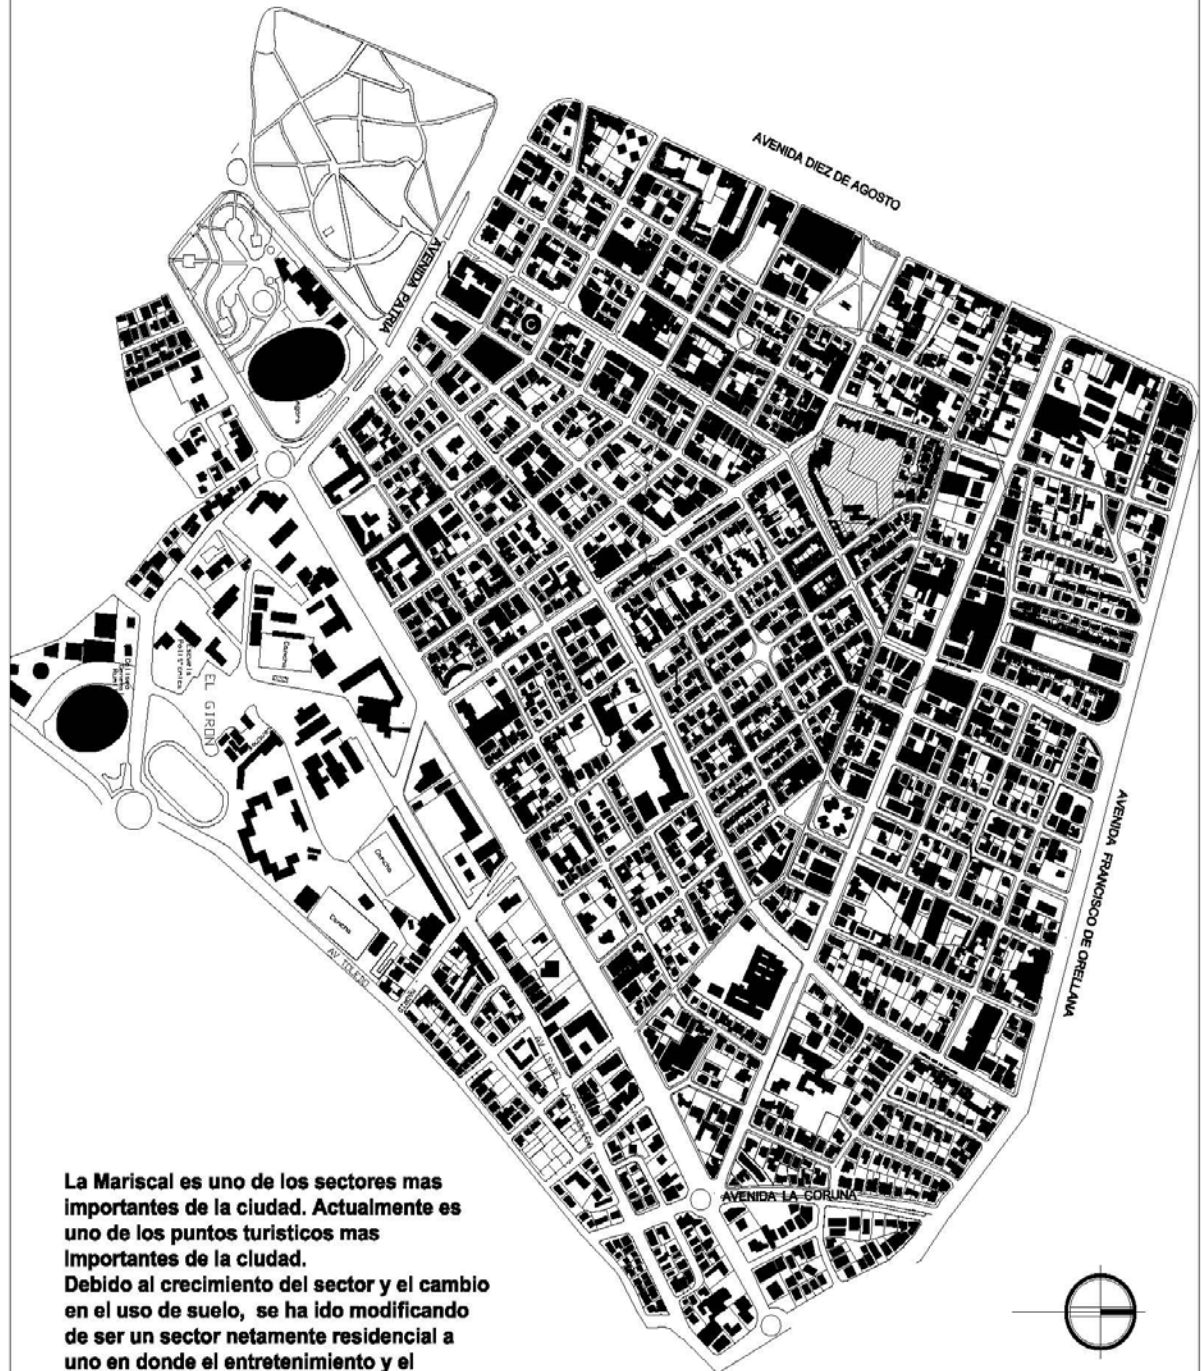 AVENIDA DIEZ DE AGOSTO
AVENIDA PATRIA
EL GIRON
Cancha
Cancha
Cancha
AV TOLEDO
AVENIDA FRANCISCO DE ORELLANA
AVENIDA LA CORUNA
La Mariscal es uno de los sectores mas
importantes de la ciudad. Actualmente es
uno de los puntos turisticos mas
importantes de la ciudad.
Debido al crecimiento del sector y el cambio
en el uso de suelo, se ha ido modificando
de ser un sector netamente residencial a
uno en donde el entretenimiento y el